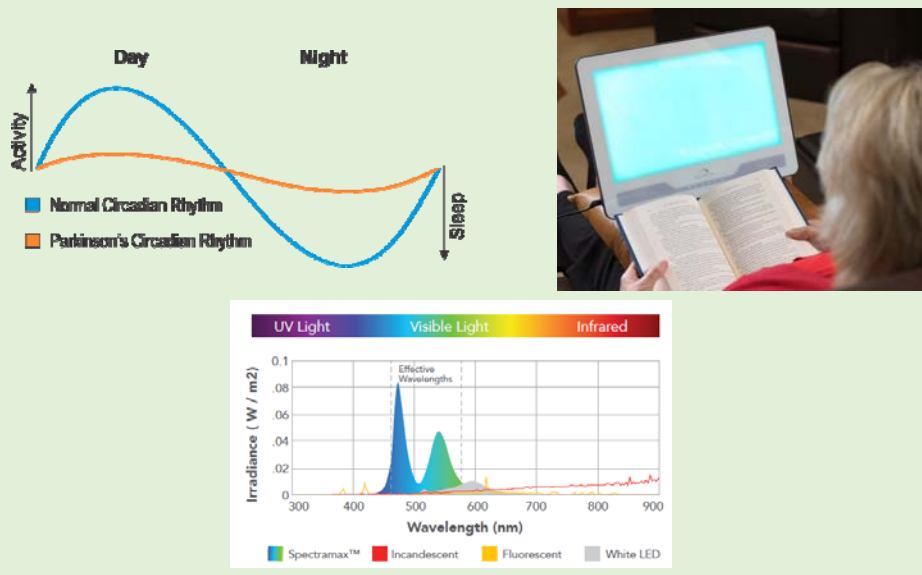 Day
Night
Activity
Sleep
Normal Circadian Rhythm
Parkinson's Circadian Rhythm
UV Light
Visible Light
Infrared
Irradiance ( W / m2)
0.1
.08
.06
.04
.02
0
Effective
Wavelengths
300 400 500 600 700 800 900
Wavelength (nm)
Spectramax™ Incandescent Fluorescent White LED